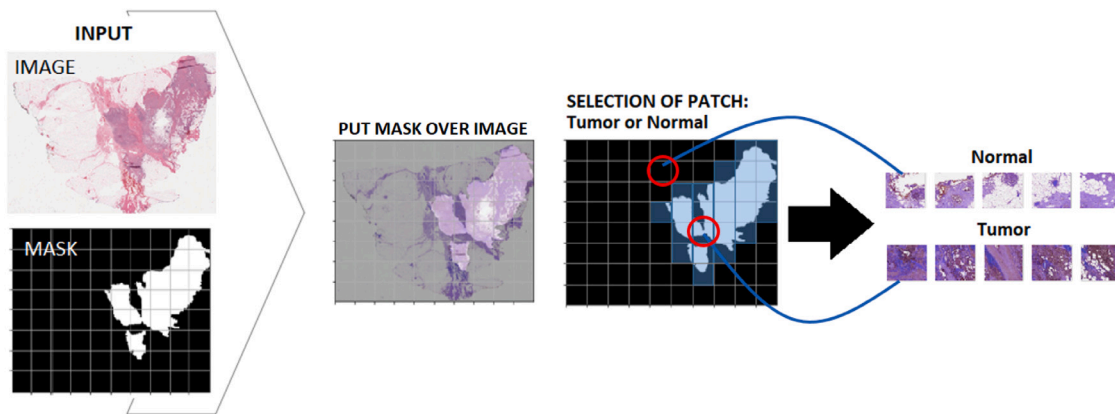 INPUT
IMAGE
MASK
PUT MASK OVER IMAGE
SELECTION OF PATCH:
Tumor or Normal
Normal
Tumor